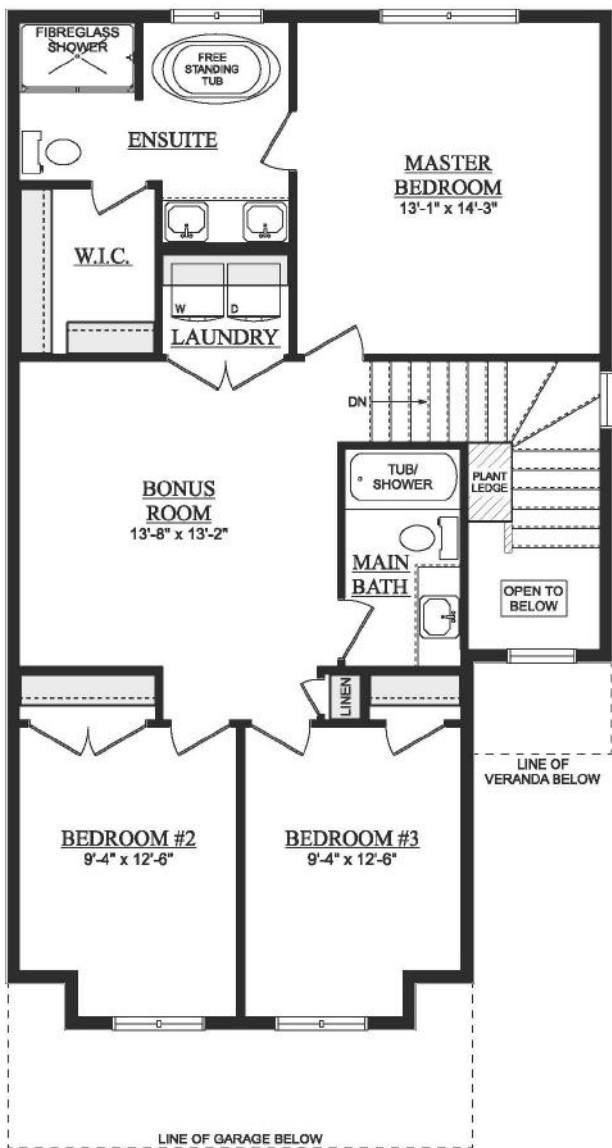 FIBREGLASS
SHOWER
FREE
STANDING
TUB
ENSUITE
MASTER
BEDROOM
13'-1" x 14'-3"
W.I.C.
W
D
LAUNDRY
DN
BONUS
ROOM
13'-8" x 13'-2"
TUB/
SHOWER
PLANT
LEDGE
MAIN
BATH
OPEN TO
BELOW
LINEN
LINE OF
VERANDA BELOW
BEDROOM #2
9'-4" x 12'-6"
BEDROOM #3
9'-4" x 12'-6"
LINE OF GARAGE BELOW